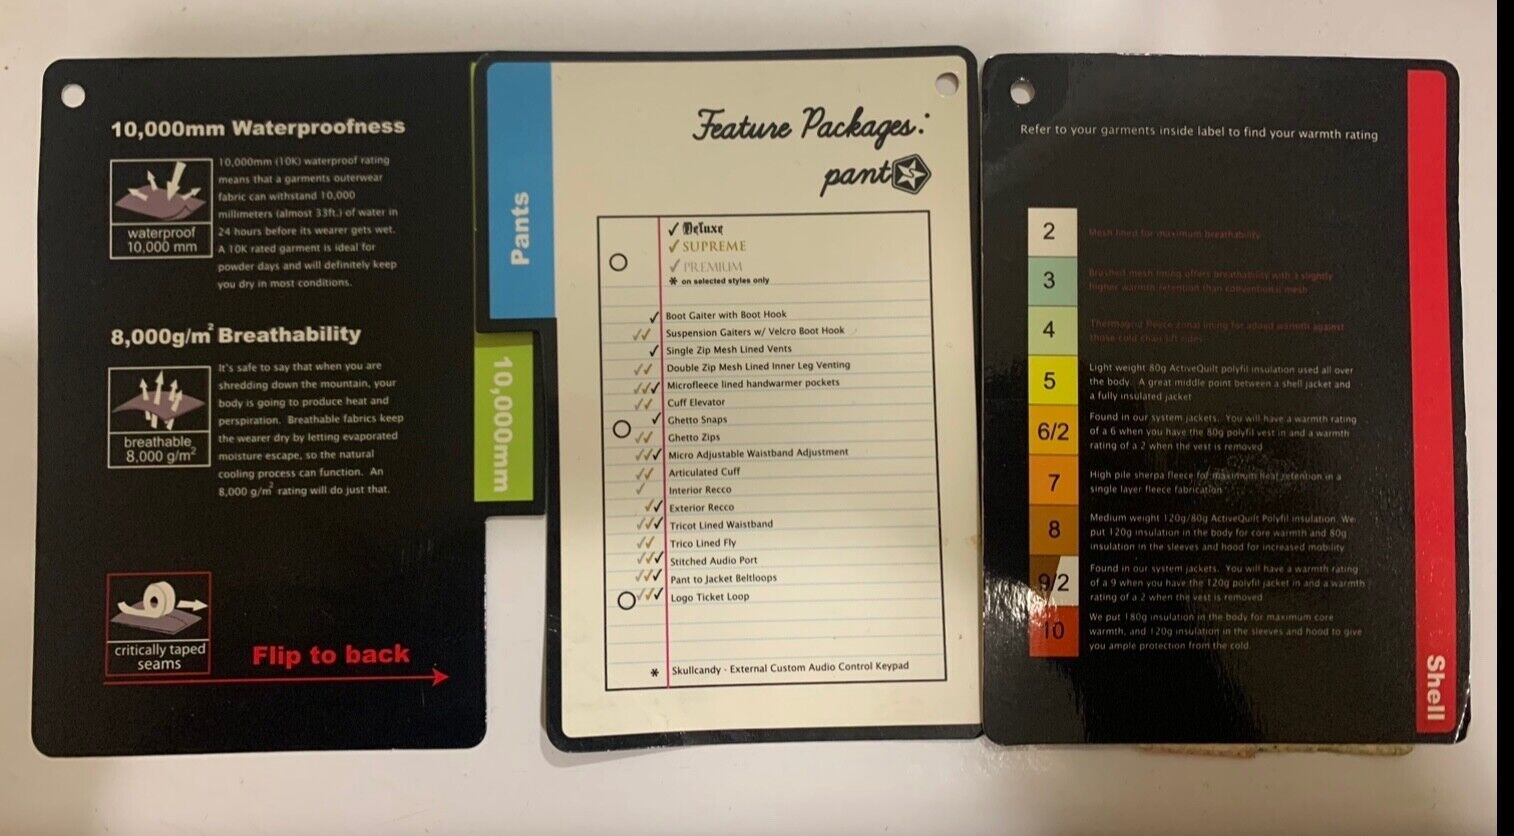 10,000mm Waterproofness
10,000mm (10K) waterproof rating
means that a garments outerwear
fabric can withstand 10,000
millimeters (almost 33ft.) of water in
24 hours before its wearer gets wet.
A 10K rated garment is ideal for
powder days and will definitely keep
you dry in most conditions.
waterproof
10,000 mm
8,000g/m² Breathability
It's safe to say that when you are
shredding down the mountain, your
body is going to produce heat and
perspiration. Breathable fabrics keep
the wearer dry by letting evaporated
moisture escape, so the natural
cooling process can function. An
8,000 g/m² rating will do just that.
breathable
8,000 g/m²
critically taped
seams
Flip to back
10,000mm
Pants
Feature Packages:
pant
✓ Deluxe
✓ SUPREME
✓ PREMIUM
* on selected styles only
✓ Boot Gaiter with Boot Hook
✓✓ Suspension Gaiters w/ Velcro Boot Hook
✓ Single Zip Mesh Lined Vents
✓✓ Double Zip Mesh Lined Inner Leg Venting
✓✓✓ Microfleece lined handwarmer pockets
✓✓ Cuff Elevator
✓ Ghetto Snaps
✓✓ Ghetto Zips
✓✓✓ Micro Adjustable Waistband Adjustment
✓✓ Articulated Cuff
✓ Interior Recco
✓✓ Exterior Recco
✓✓✓ Tricot Lined Waistband
✓✓ Trico Lined Fly
✓✓✓ Stitched Audio Port
✓✓✓ Pant to Jacket Beltloops
✓✓✓ Logo Ticket Loop
* Skullcandy - External Custom Audio Control Keypad
Refer to your garments inside label to find your warmth rating
2
Mesh lined for maximum breathability
3
Brushed mesh lining offers breathability with a slightly
higher warmth retention than conventional mesh
4
Thermagrid fleece zonal lining for added warmth against
those cold chair lift rides
5
Light weight 80g ActiveQuilt polyfil insulation used all over
the body. A great middle point between a shell jacket and
a fully insulated jacket
6/2
Found in our system jackets. You will have a warmth rating
of a 6 when you have the 80g polyfil vest in and a warmth
rating of a 2 when the vest is removed
7
High pile sherpa fleece for maximum heat retention in a
single layer fleece fabrication
8
Medium weight 120g/80g ActiveQuilt Polyfil insulation. We
put 120g insulation in the body for core warmth and 80g
insulation in the sleeves and hood for increased mobility
9/2
Found in our system jackets. You will have a warmth rating
of a 9 when you have the 120g polyfil jacket in and a warmth
rating of a 2 when the vest is removed
10
We put 180g insulation in the body for maximum core
warmth, and 120g insulation in the sleeves and hood to give
you ample protection from the cold.
Shell